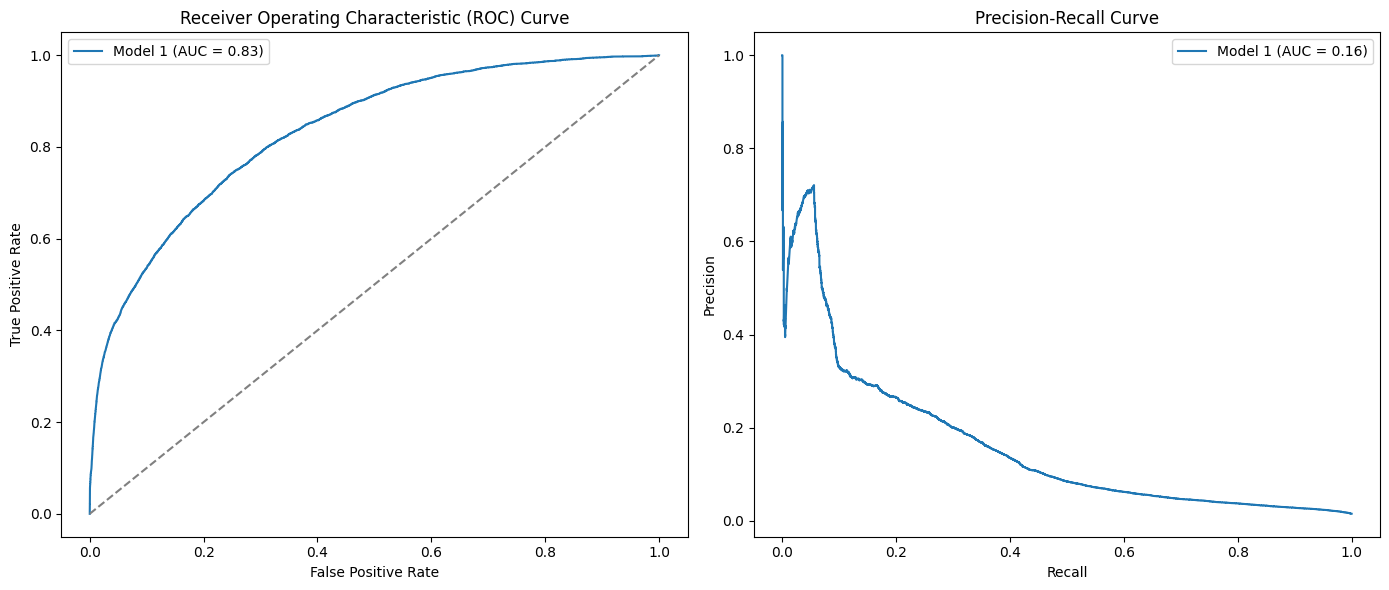 Receiver Operating Characteristic (ROC) Curve
Model 1 (AUC = 0.83)
True Positive Rate
1.0
0.8
0.6
0.4
0.2
0.0
0.0 0.2 0.4 0.6 0.8 1.0
False Positive Rate
Precision-Recall Curve
Model 1 (AUC = 0.16)
Precision
1.0
0.8
0.6
0.4
0.2
0.0
0.0 0.2 0.4 0.6 0.8 1.0
Recall